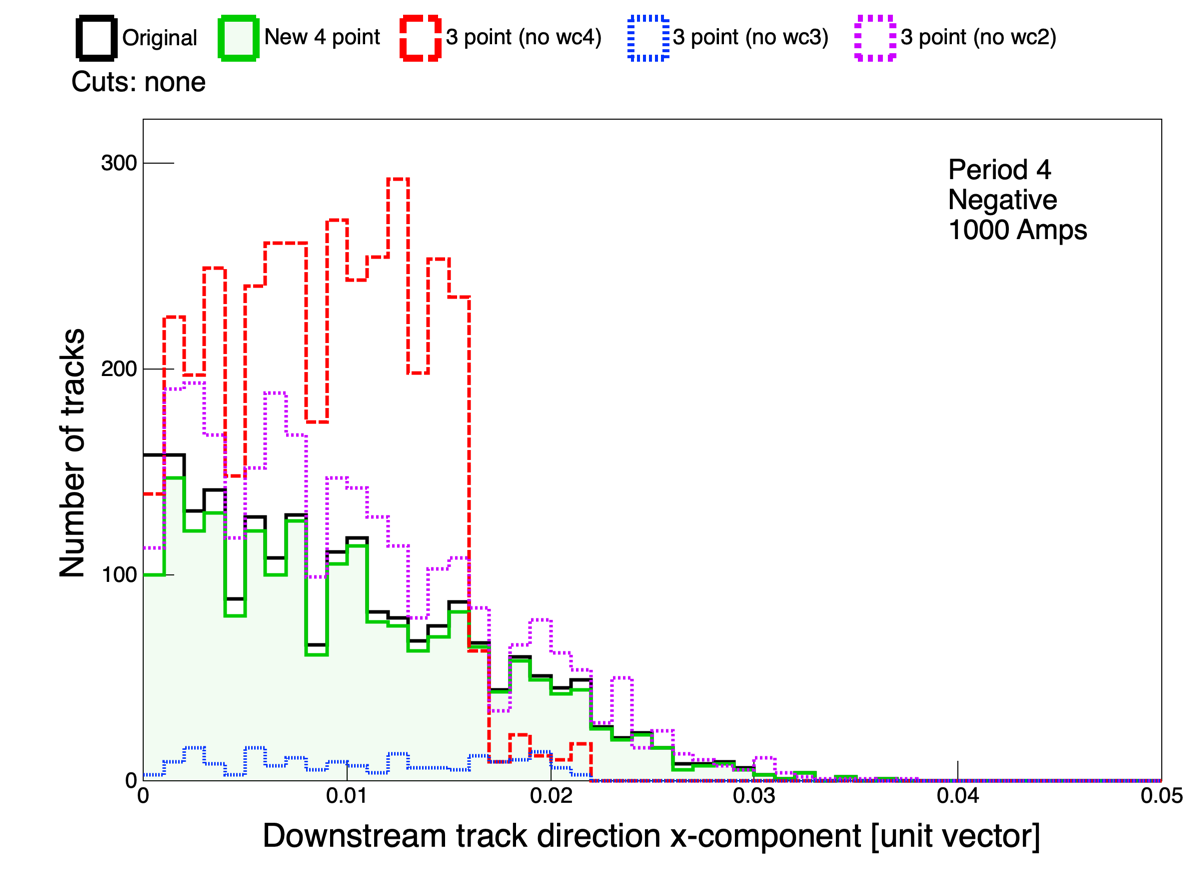 Original New 4 point 3 point (no wc4) 3 point (no wc3) 3 point (no wc2)
Cuts: none
Period 4
Negative
1000 Amps
300
200
100
0
Number of tracks
0 0.01 0.02 0.03 0.04 0.05
Downstream track direction x-component [unit vector]